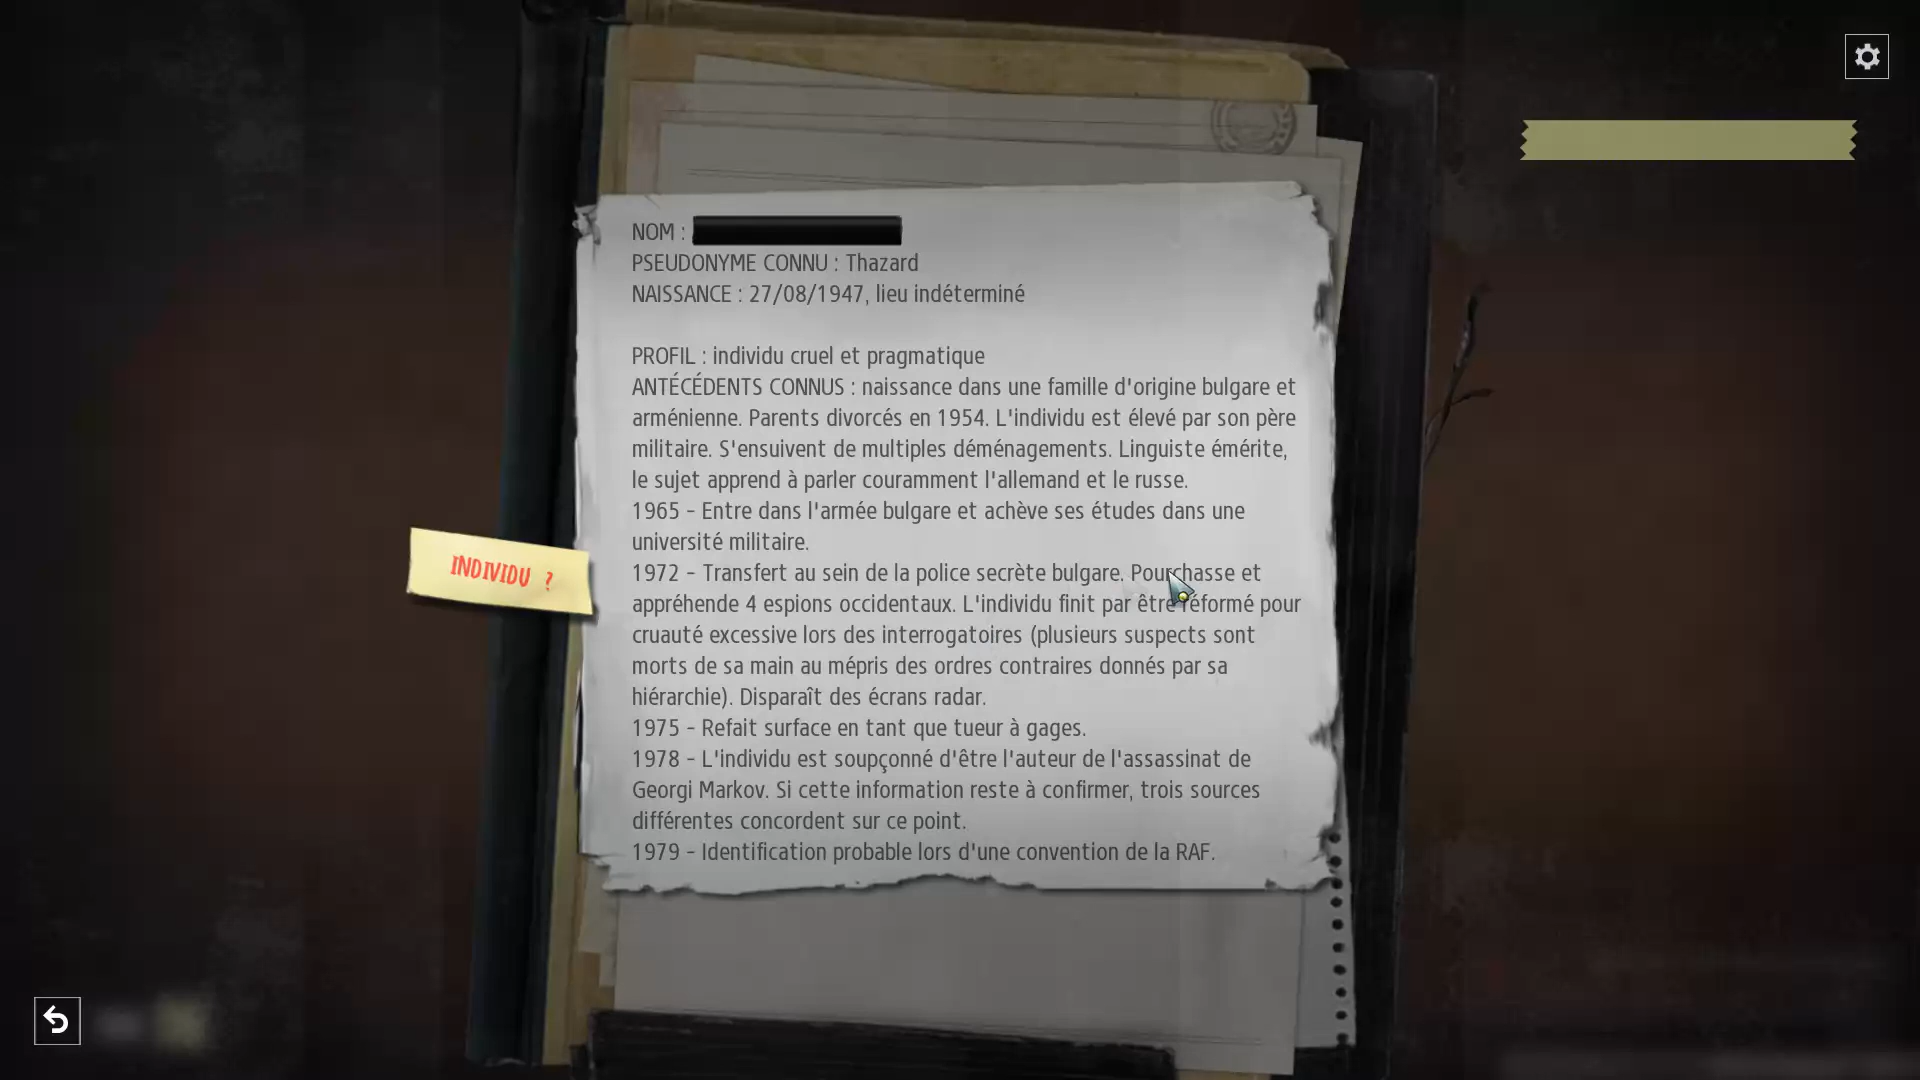 NOM :
PSEUDONYME CONNU : Thazard
NAISSANCE : 27/08/1947, lieu indéterminé
PROFIL : individu cruel et pragmatique
ANTÉCÉDENTS CONNUS : naissance dans une famille d'origine bulgare et
arménienne. Parents divorcés en 1954. L'individu est élevé par son père
militaire. S'ensuivent de multiples déménagements. Linguiste émérite,
le sujet apprend à parler couramment l'allemand et le russe.
1965 - Entre dans l'armée bulgare et achève ses études dans une
université militaire.
1972 - Transfert au sein de la police secrète bulgare. Pourchasse et
appréhende 4 espions occidentaux. L'individu finit par être réformé pour
cruauté excessive lors des interrogatoires (plusieurs suspects sont
morts de sa main au mépris des ordres contraires donnés par sa
hiérarchie). Disparaît des écrans radar.
1975 - Refait surface en tant que tueur à gages.
1978 - L'individu est soupçonné d'être l'auteur de l'assassinat de
Georgi Markov. Si cette information reste à confirmer, trois sources
différentes concordent sur ce point.
1979 - Identification probable lors d'une convention de la RAF.
INDIVIDU ?